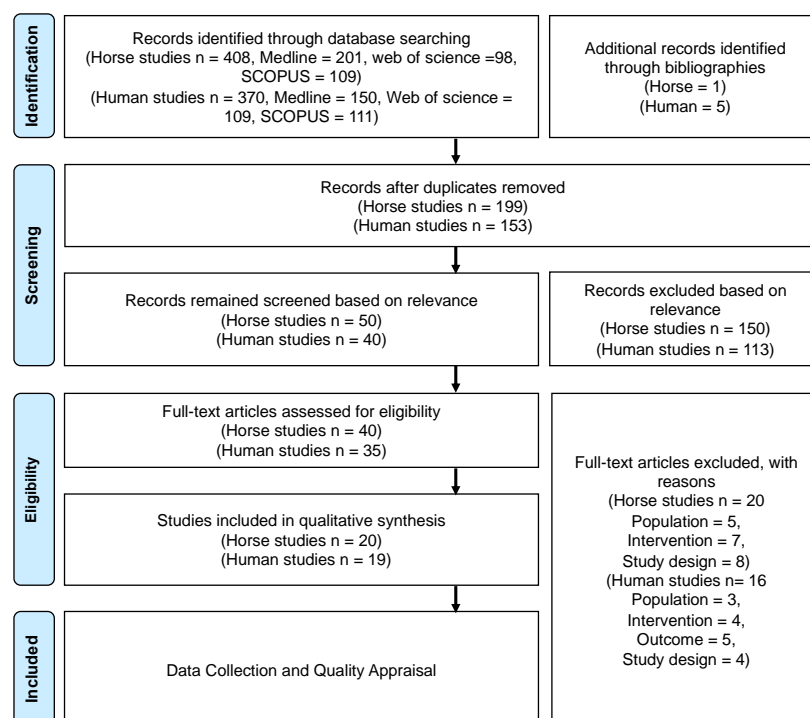 Identification
Records identified through database searching
(Horse studies n = 408, Medline = 201, web of science =98,
SCOPUS = 109)
(Human studies n = 370, Medline = 150, Web of science =
109, SCOPUS = 111)
Additional records identified
through bibliographies
(Horse = 1)
(Human = 5)
Screening
Records after duplicates removed
(Horse studies n = 199)
(Human studies n = 153)
Records remained screened based on relevance
(Horse studies n = 50)
(Human studies n = 40)
Records excluded based on
relevance
(Horse studies n = 150)
(Human studies n = 113)
Eligibility
Full-text articles assessed for eligibility
(Horse studies n = 40)
(Human studies n = 35)
Studies included in qualitative synthesis
(Horse studies n = 20)
(Human studies n = 19)
Full-text articles excluded, with
reasons
(Horse studies n = 20
Population = 5,
Intervention = 7,
Study design = 8)
(Human studies n= 16
Population = 3,
Intervention = 4,
Outcome = 5,
Study design = 4)
Included
Data Collection and Quality Appraisal